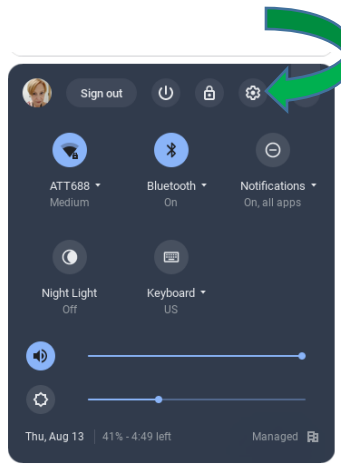 Sign out
ATT688
Medium
Bluetooth
On
Notifications
On, all apps
Night Light
Off
Keyboard
US
Thu, Aug 13 | 41% - 4:49 left
Managed